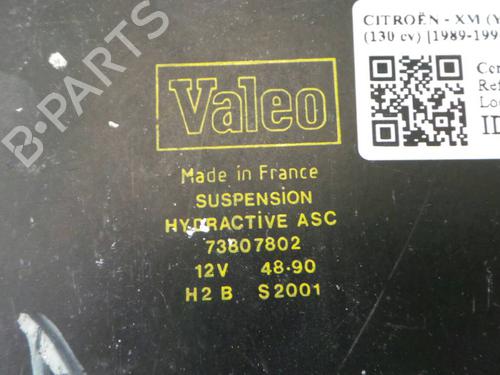 CITROËN - XM (Y
(130 cv) [1989-199
Valeo
Made in France
SUSPENSION
HYDRACTIVE ASC
73807802
12V 48-90
H2B S2001
B-PARTS